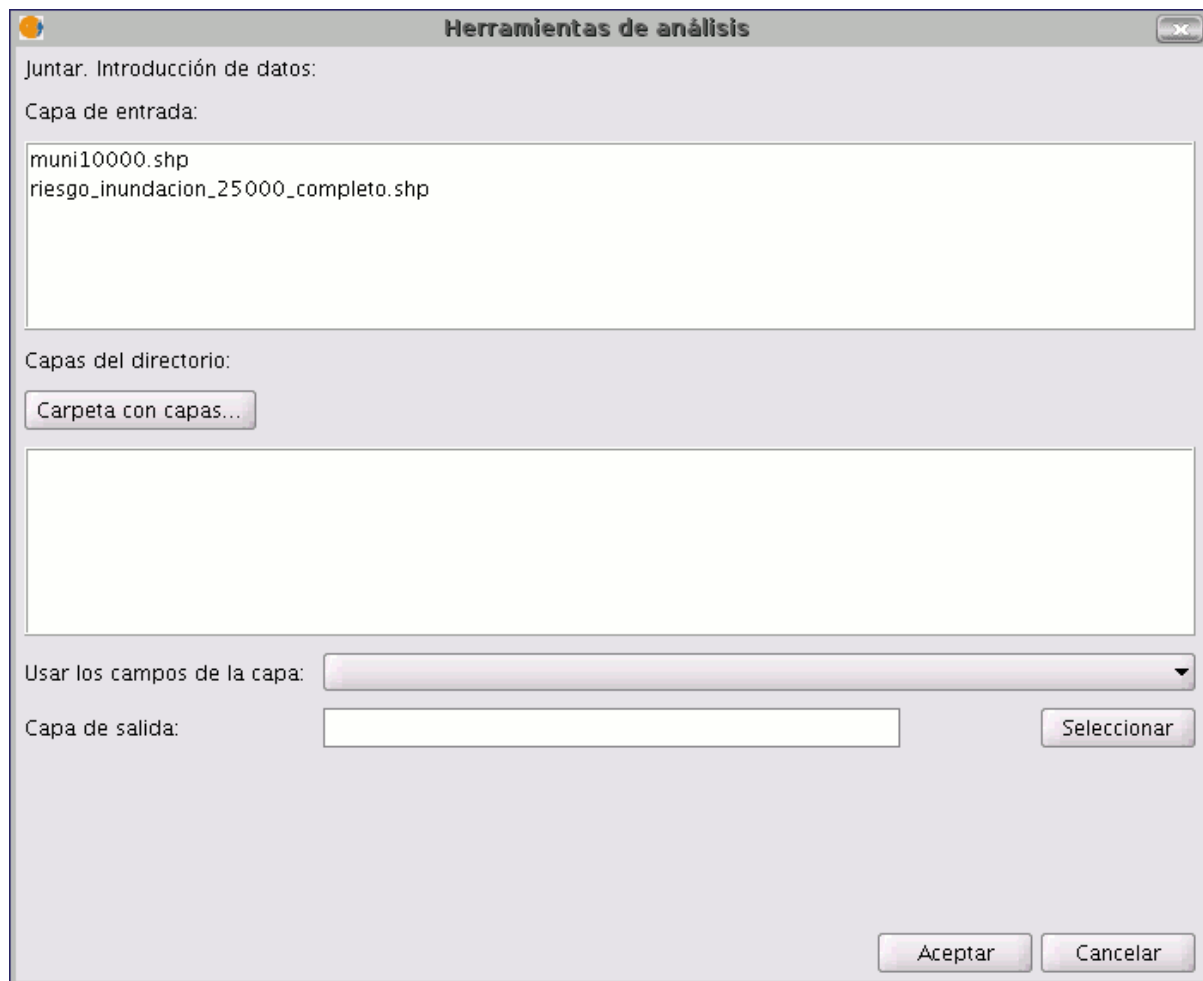 Herramientas de análisis
Juntar. Introducción de datos:
Capa de entrada:
muni10000.shp
riesgo_inundacion_25000_completo.shp
Capas del directorio:
Carpeta con capas...
Usar los campos de la capa:
Capa de salida:
Seleccionar
Aceptar
Cancelar